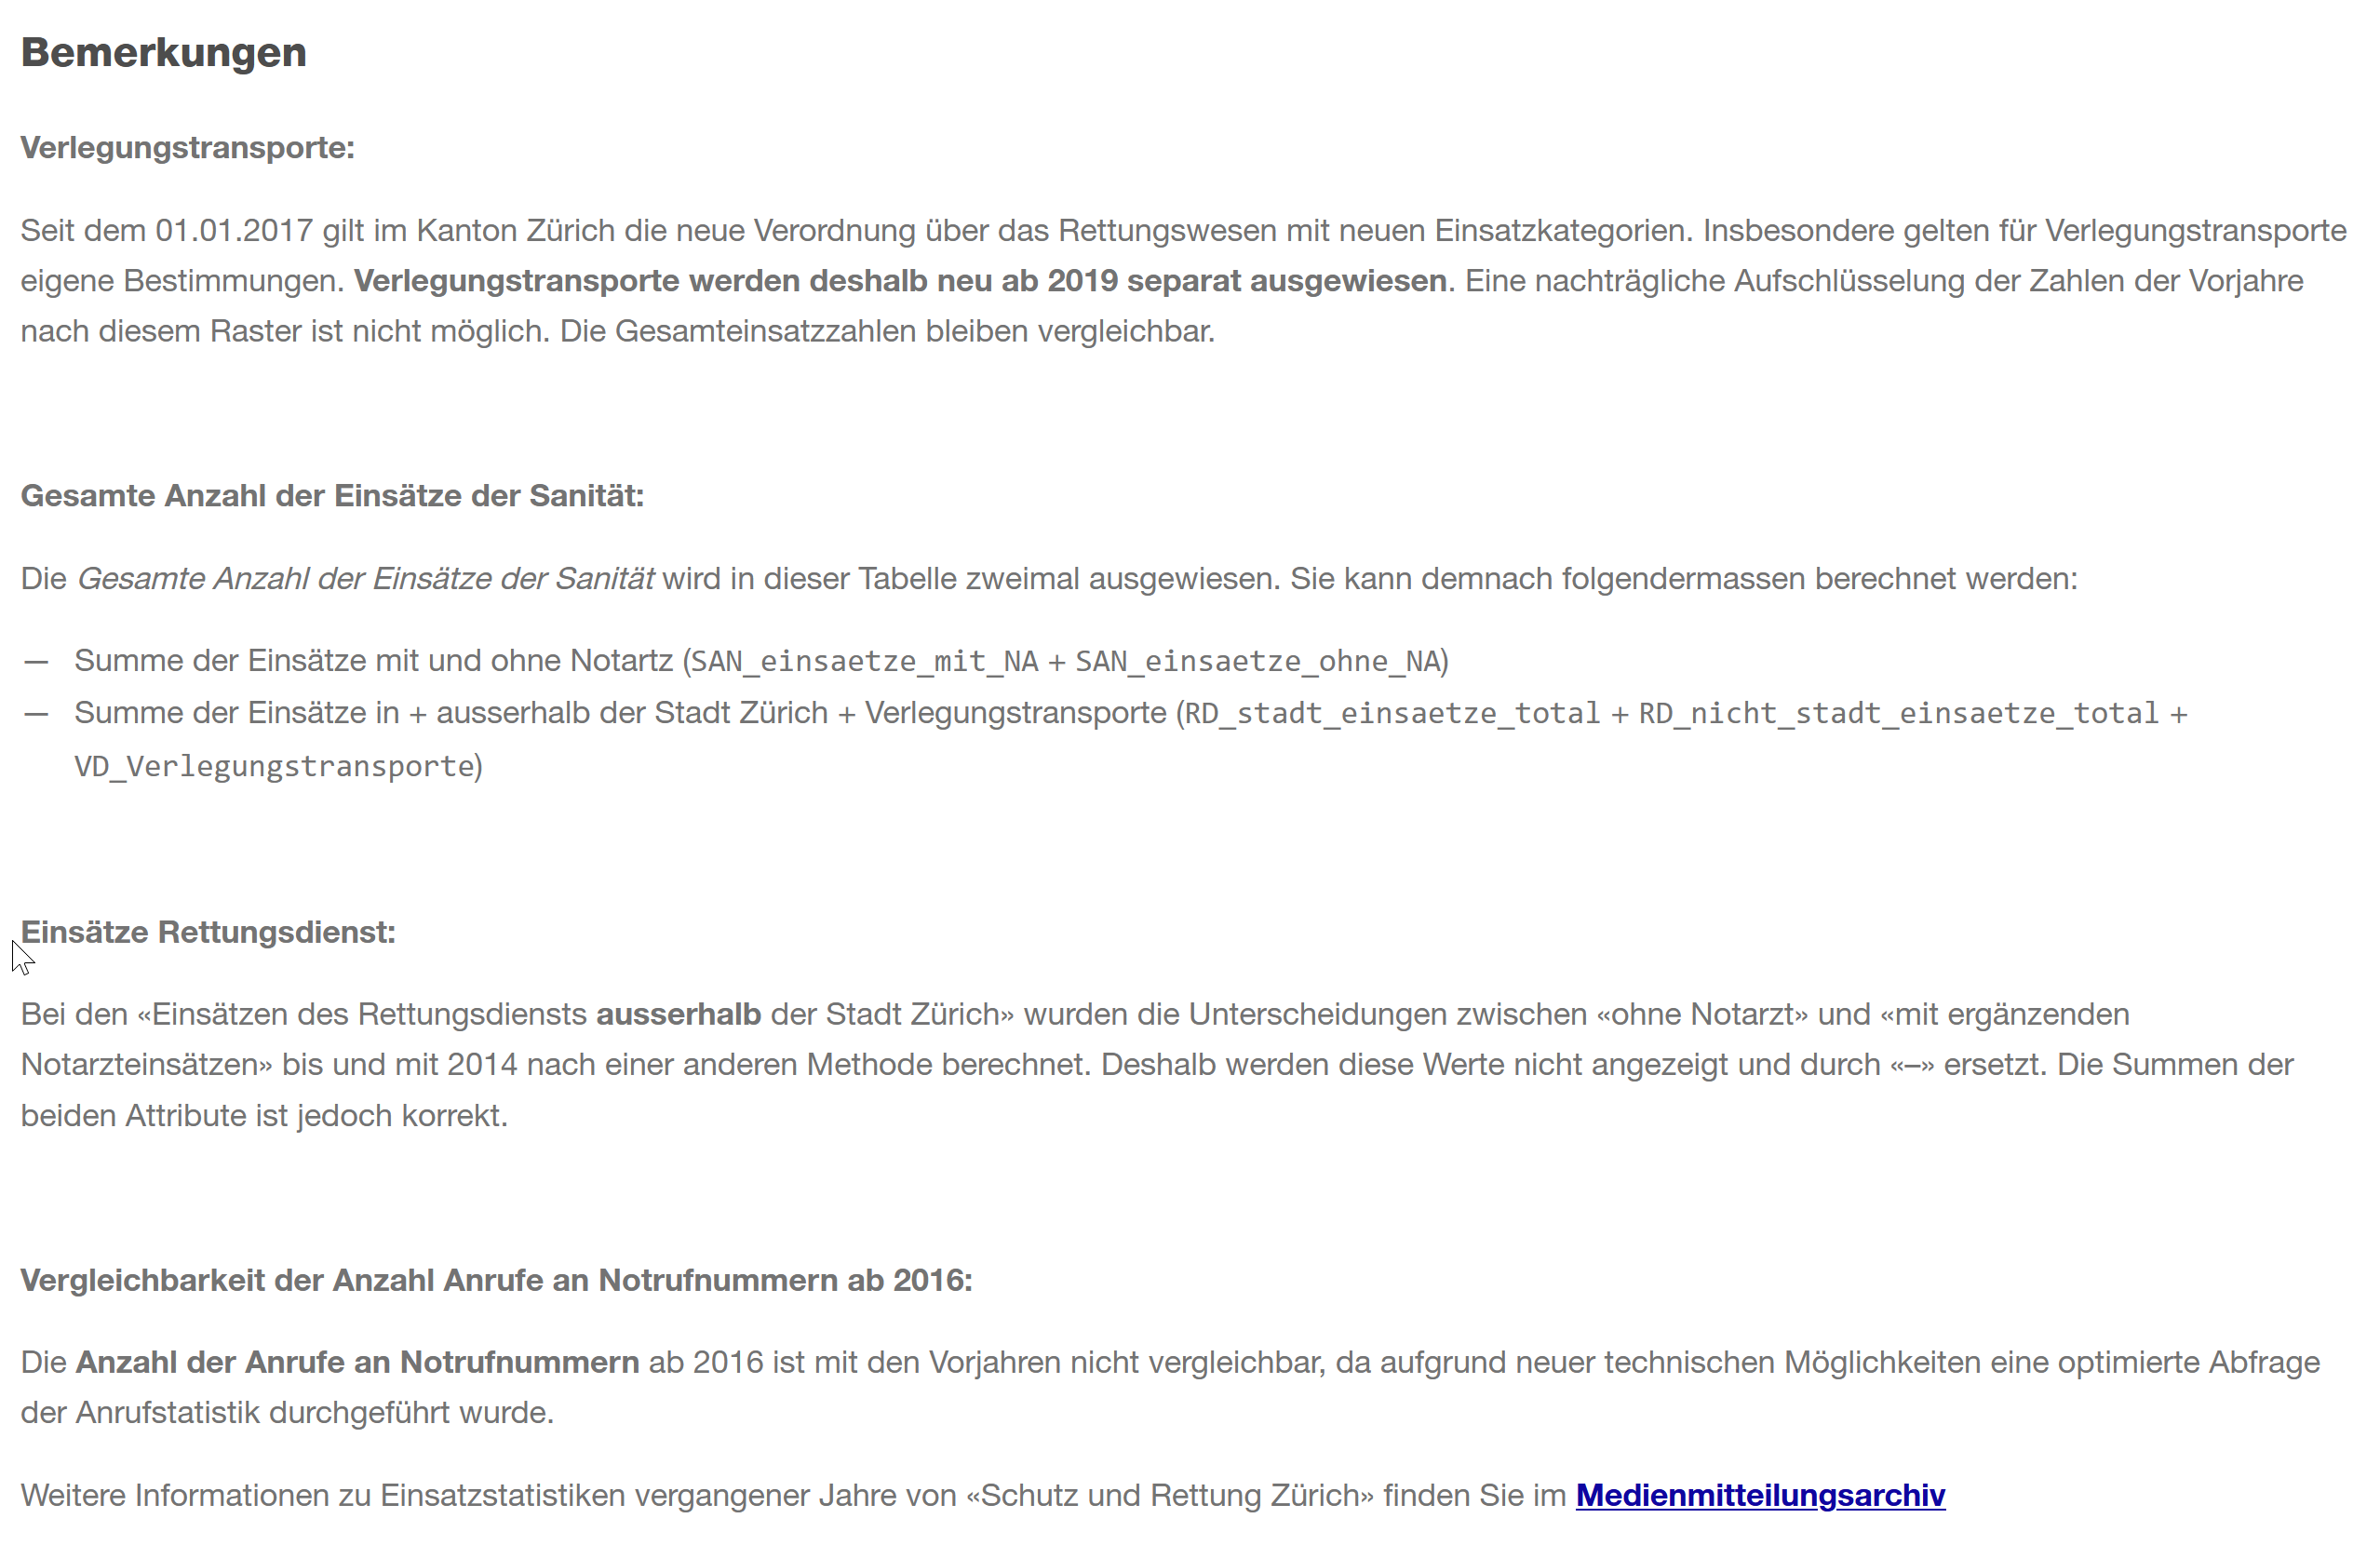 Bemerkungen
Verlegungstransporte:
Seit dem 01.01.2017 gilt im Kanton Zürich die neue Verordnung über das Rettungswesen mit neuen Einsatzkategorien. Insbesondere gelten für Verlegungstransporte
eigene Bestimmungen. Verlegungstransporte werden deshalb neu ab 2019 separat ausgewiesen. Eine nachträgliche Aufschlüsselung der Zahlen der Vorjahre
nach diesem Raster ist nicht möglich. Die Gesamteinsatzzahlen bleiben vergleichbar.
Gesamte Anzahl der Einsätze der Sanität:
Die Gesamte Anzahl der Einsätze der Sanität wird in dieser Tabelle zweimal ausgewiesen. Sie kann demnach folgendermassen berechnet werden:
— Summe der Einsätze mit und ohne Notartz (SAN_einsaetze_mit_NA + SAN_einsaetze_ohne_NA)
— Summe der Einsätze in + ausserhalb der Stadt Zürich + Verlegungstransporte (RD_stadt_einsaetze_total + RD_nicht_stadt_einsaetze_total +
VD_Verlegungstransporte)
Einsätze Rettungsdienst:
Bei den «Einsätzen des Rettungsdiensts ausserhalb der Stadt Zürich» wurden die Unterscheidungen zwischen «ohne Notarzt» und «mit ergänzenden
Notarzteinsätzen» bis und mit 2014 nach einer anderen Methode berechnet. Deshalb werden diese Werte nicht angezeigt und durch «–» ersetzt. Die Summen der
beiden Attribute ist jedoch korrekt.
Vergleichbarkeit der Anzahl Anrufe an Notrufnummern ab 2016:
Die Anzahl der Anrufe an Notrufnummern ab 2016 ist mit den Vorjahren nicht vergleichbar, da aufgrund neuer technischen Möglichkeiten eine optimierte Abfrage
der Anrufstatistik durchgeführt wurde.
Weitere Informationen zu Einsatzstatistiken vergangener Jahre von «Schutz und Rettung Zürich» finden Sie im Medienmitteilungsarchiv